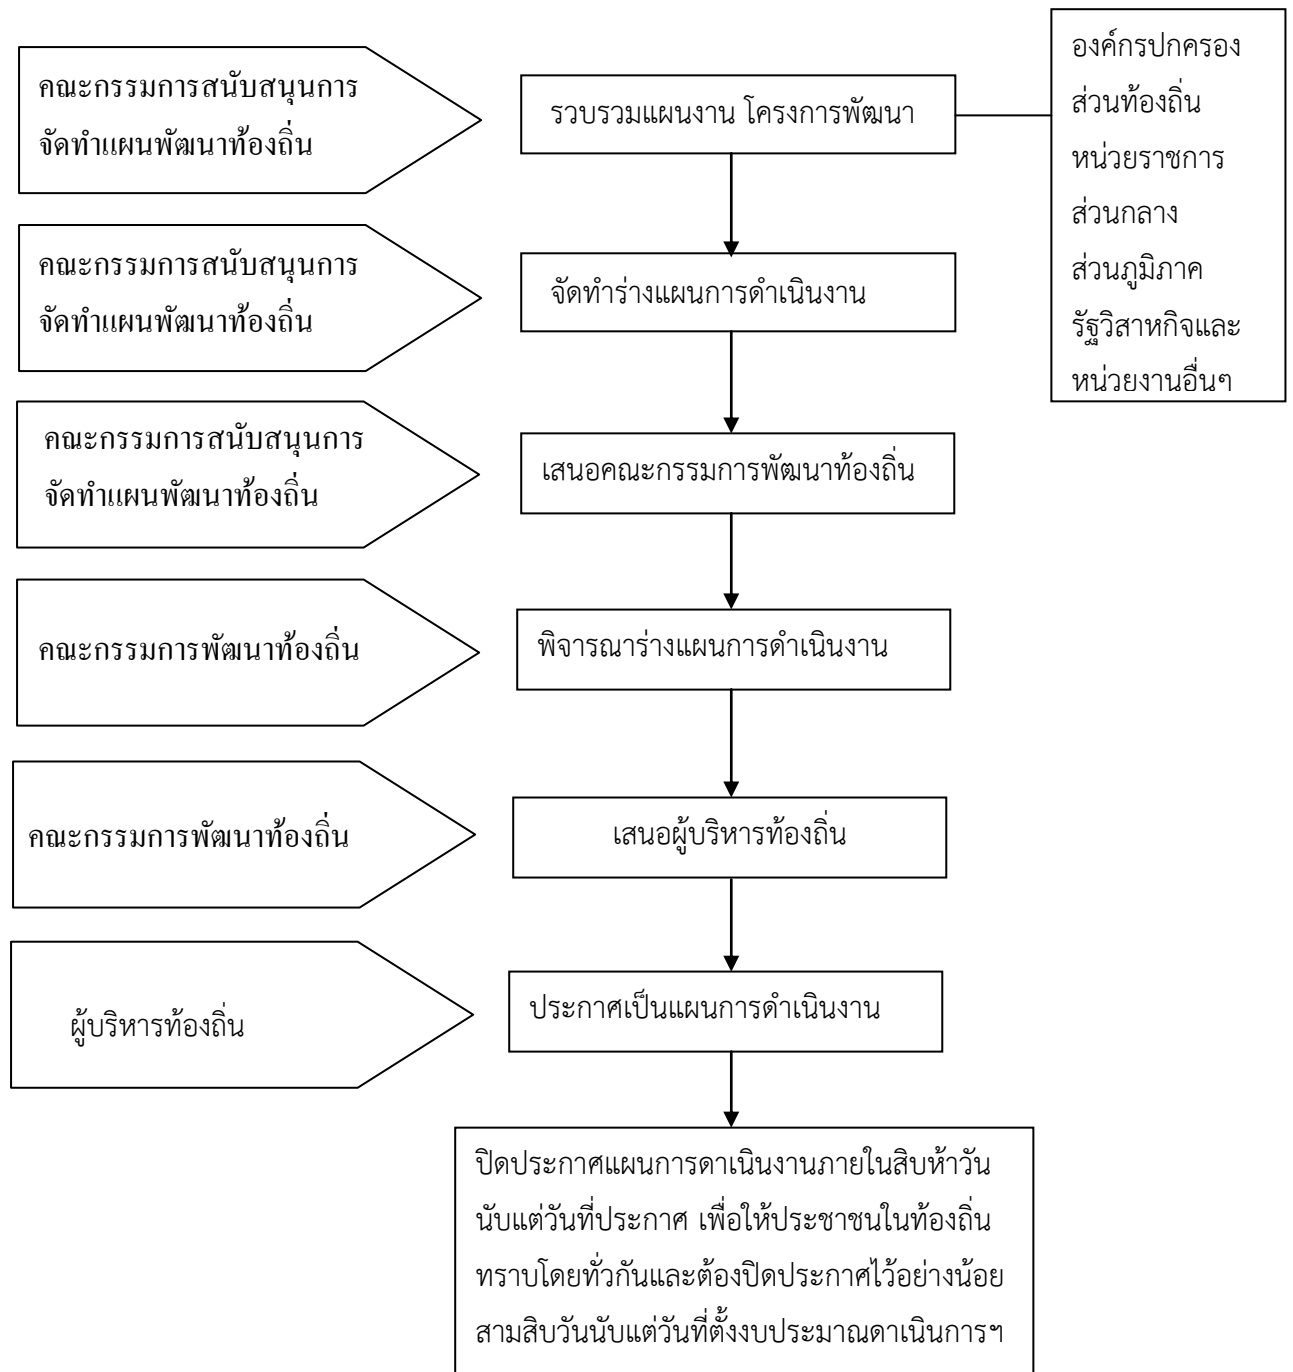 คณะกรรมการสนับสนุนการ
จัดทำแผนพัฒนาท้องถิ่น
รวบรวมแผนงาน โครงการพัฒนา
องค์กรปกครอง
ส่วนท้องถิ่น
หน่วยราชการ
ส่วนกลาง
ส่วนภูมิภาค
รัฐวิสาหกิจและ
หน่วยงานอื่นๆ
คณะกรรมการสนับสนุนการ
จัดทำแผนพัฒนาท้องถิ่น
จัดทำร่างแผนการดำเนินงาน
คณะกรรมการสนับสนุนการ
จัดทำแผนพัฒนาท้องถิ่น
เสนอคณะกรรมการพัฒนาท้องถิ่น
คณะกรรมการพัฒนาท้องถิ่น
พิจารณาร่างแผนการดำเนินงาน
คณะกรรมการพัฒนาท้องถิ่น
เสนอผู้บริหารท้องถิ่น
ผู้บริหารท้องถิ่น
ประกาศเป็นแผนการดำเนินงาน
ปิดประกาศแผนการดาเนินงานภายในสิบห้าวัน
นับแต่วันที่ประกาศ เพื่อให้ประชาชนในท้องถิ่น
ทราบโดยทั่วกันและต้องปิดประกาศไว้อย่างน้อย
สามสิบวันนับแต่วันที่ตั้งงบประมาณดาเนินการฯ